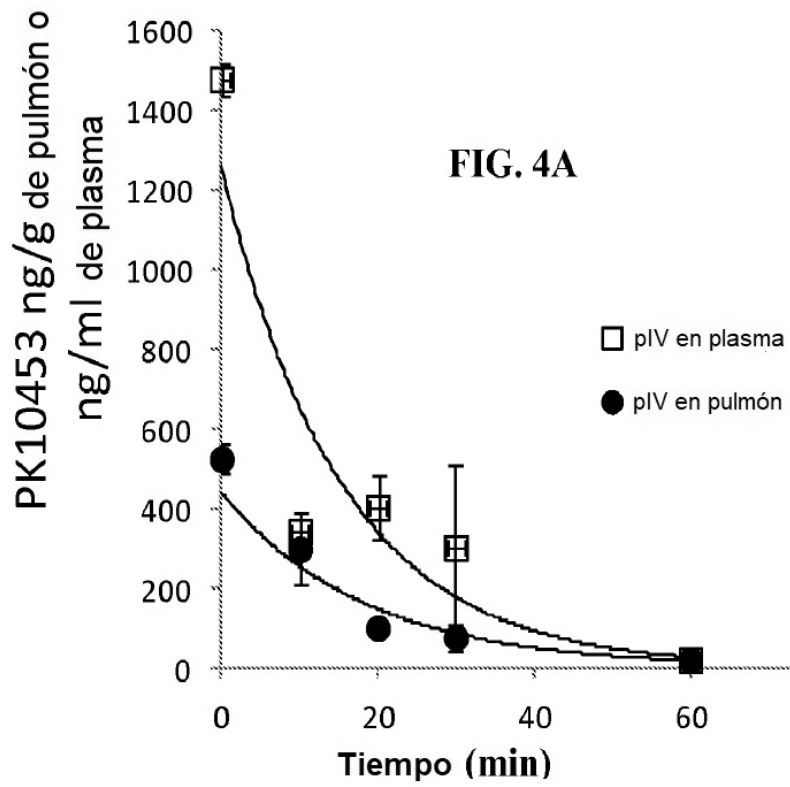 PK10453 ng/g de pulmón o
ng/ml de plasma
1600
1400
1200
1000
800
600
400
200
0
FIG. 4A
pIV en plasma
pIV en pulmón
0
20
40
60
Tiempo (min)